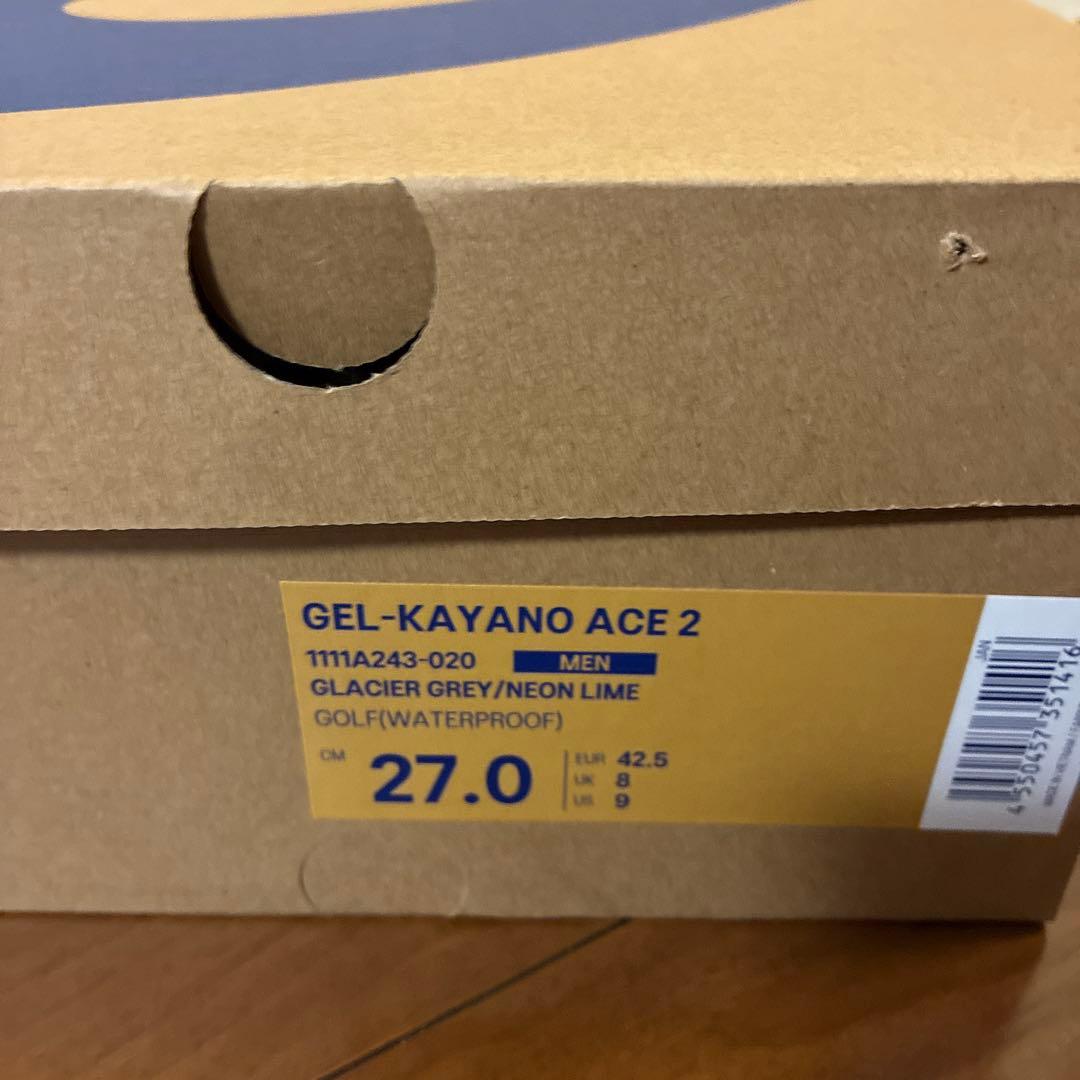 GEL-KAYANO ACE 2
1111A243-020 MEN
GLACIER GREY/NEON LIME
GOLF(WATERPROOF)
CM 27.0
EUR 42.5
UK 8
US 9
JAN
4550457351416
MADE IN